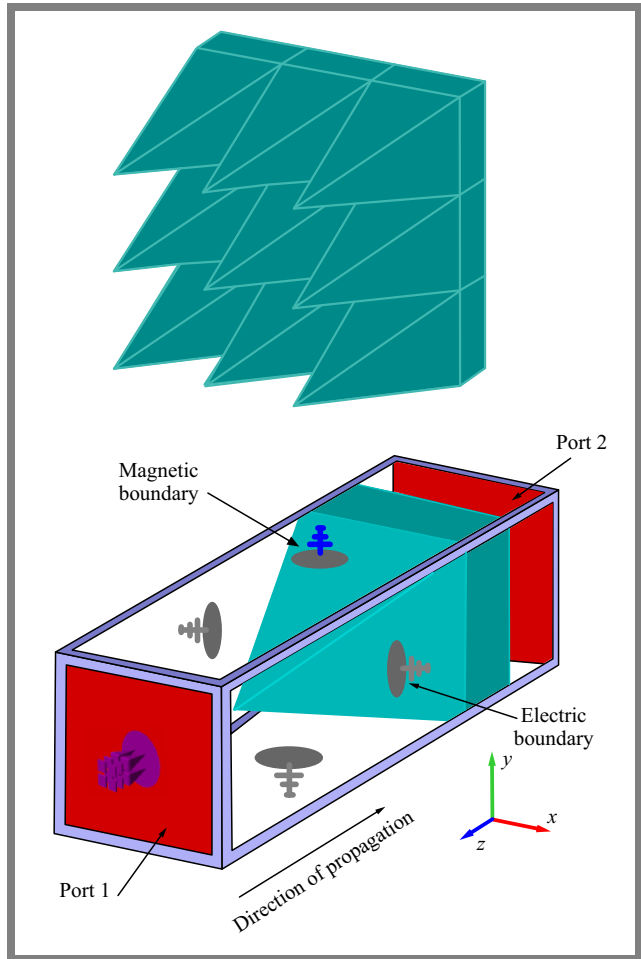 Port 2
Magnetic
boundary
Electric
boundary
y
x
z
Direction of propagation
Port 1